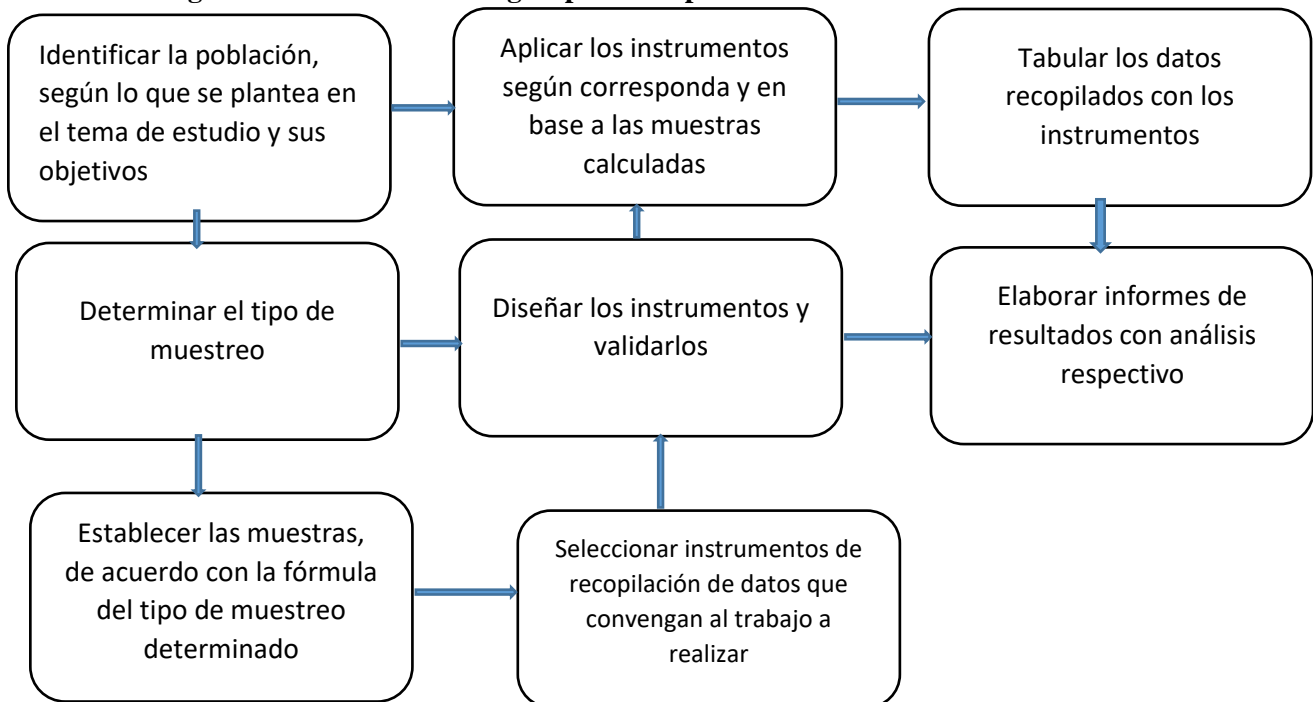 Identificar la población,
según lo que se plantea en
el tema de estudio y sus
objetivos
Aplicar los instrumentos
según corresponda y en
base a las muestras
calculadas
Tabular los datos
recopilados con los
instrumentos
Determinar el tipo de
muestreo
Diseñar los instrumentos y
validarlos
Elaborar informes de
resultados con análisis
respectivo
Establecer las muestras,
de acuerdo con la fórmula
del tipo de muestreo
determinado
Seleccionar instrumentos de
recopilación de datos que
convengan al trabajo a
realizar